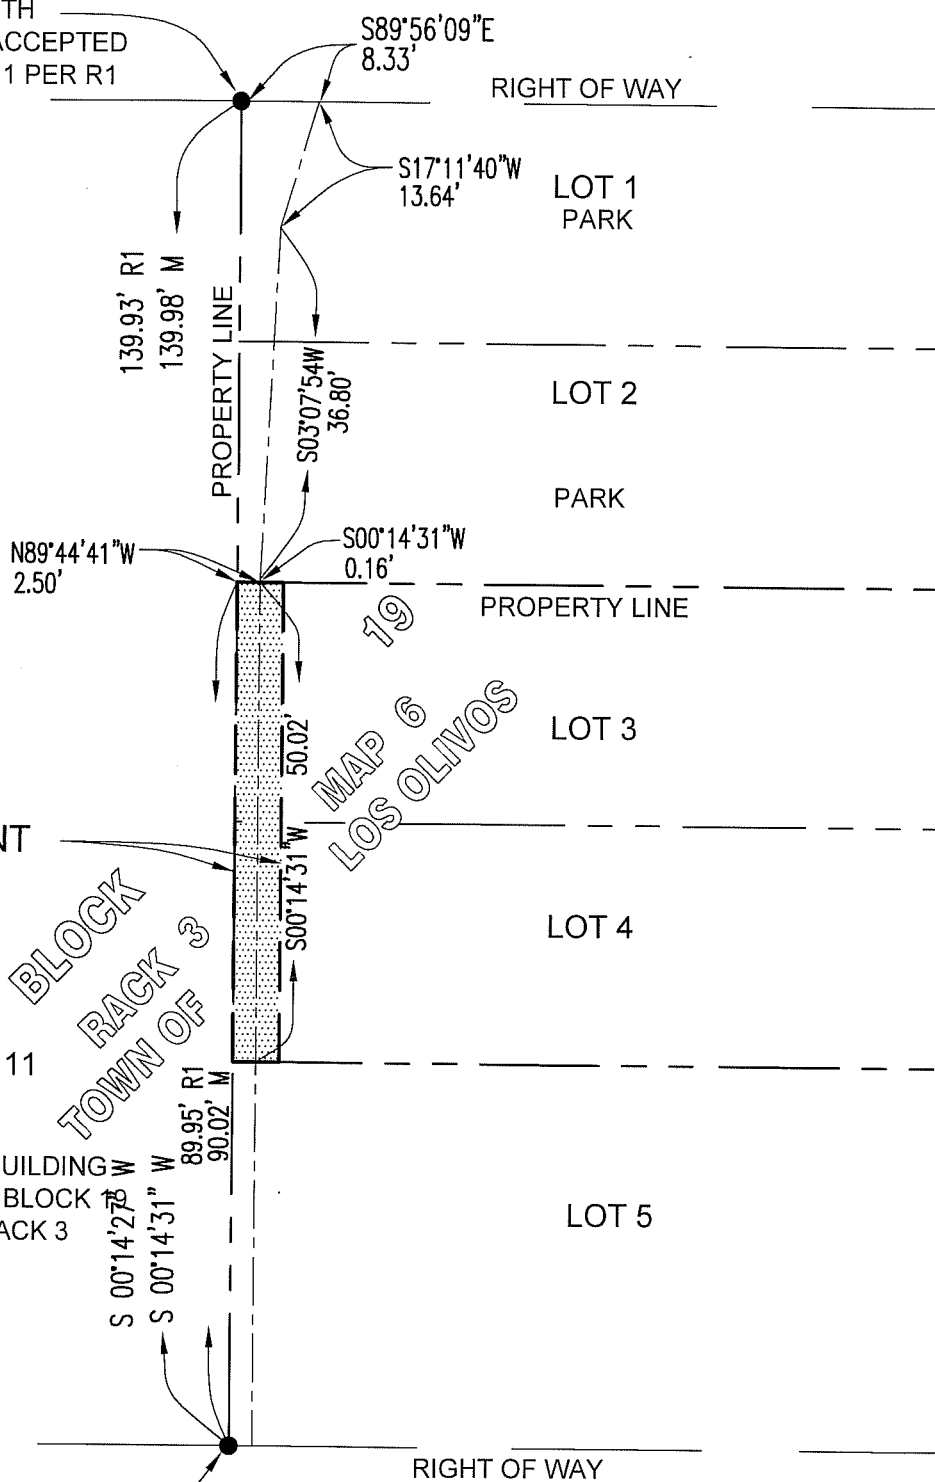 TH
ACCEPTED
1 PER R1
S89°56'09"E
8.33'
RIGHT OF WAY
S17°11'40"W
13.64'
LOT 1
PARK
139.93' R1
139.98' M
PROPERTY LINE
S03°07'54W
36.80'
LOT 2
PARK
N89°44'41"W
2.50'
S00°14'31"W
0.16'
PROPERTY LINE
19
MAP 6
LOS OLIVOS
LOT 3
50.02'
S00°14'31"W
NT
BLOCK
RACK 3
TOWN OF
LOT 4
11
89.95' R1
90.02' M
UILDING
BLOCK 19
ACK 3
S 00°14'27" W
S 00°14'31" W
LOT 5
RIGHT OF WAY